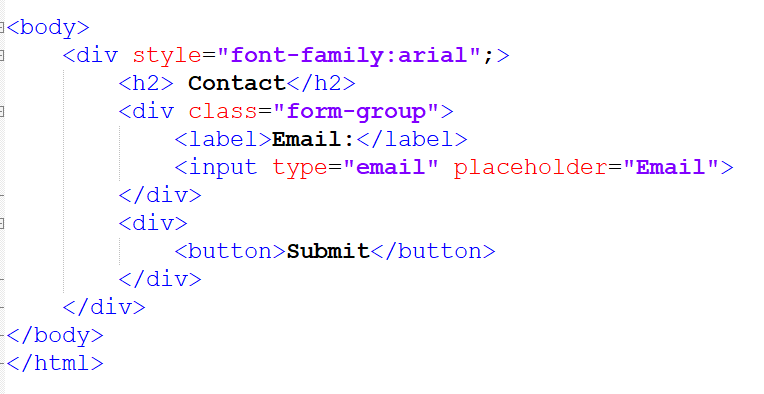 <body>
<div style="font-family:arial";>
<h2> Contact</h2>
<div class="form-group">
<label>Email:</label>
<input type="email" placeholder="Email">
</div>
<div>
<button>Submit</button>
</div>
</div>
</body>
</html>